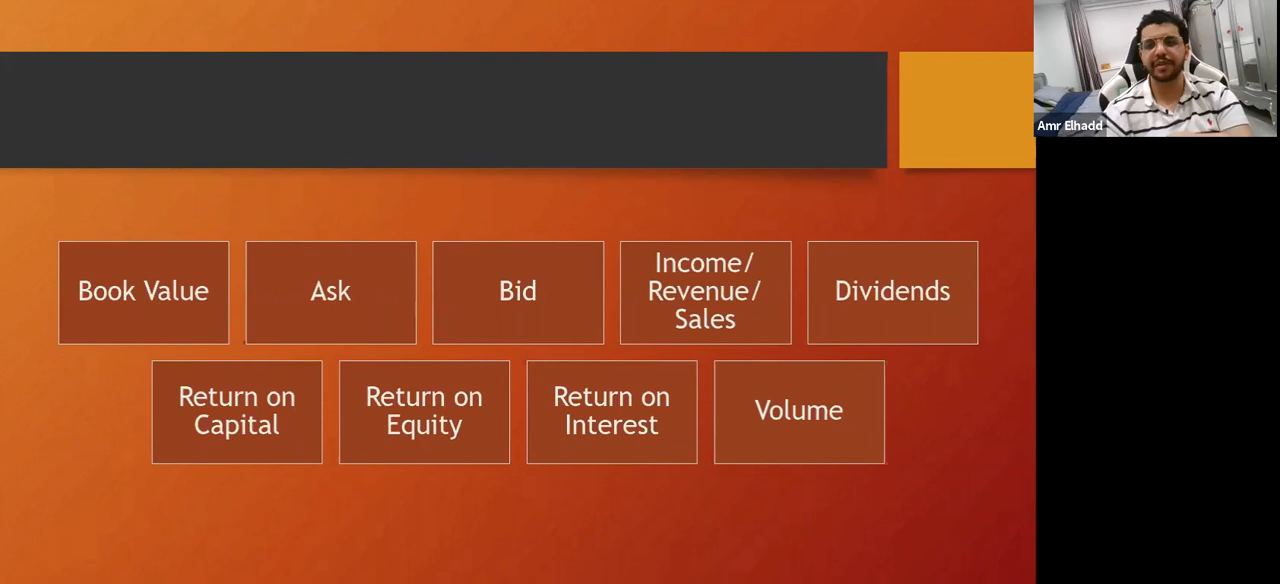 Amr Elhadd
Book Value
Ask
Bid
Income/
Revenue/
Sales
Dividends
Return on
Capital
Return on
Equity
Return on
Interest
Volume